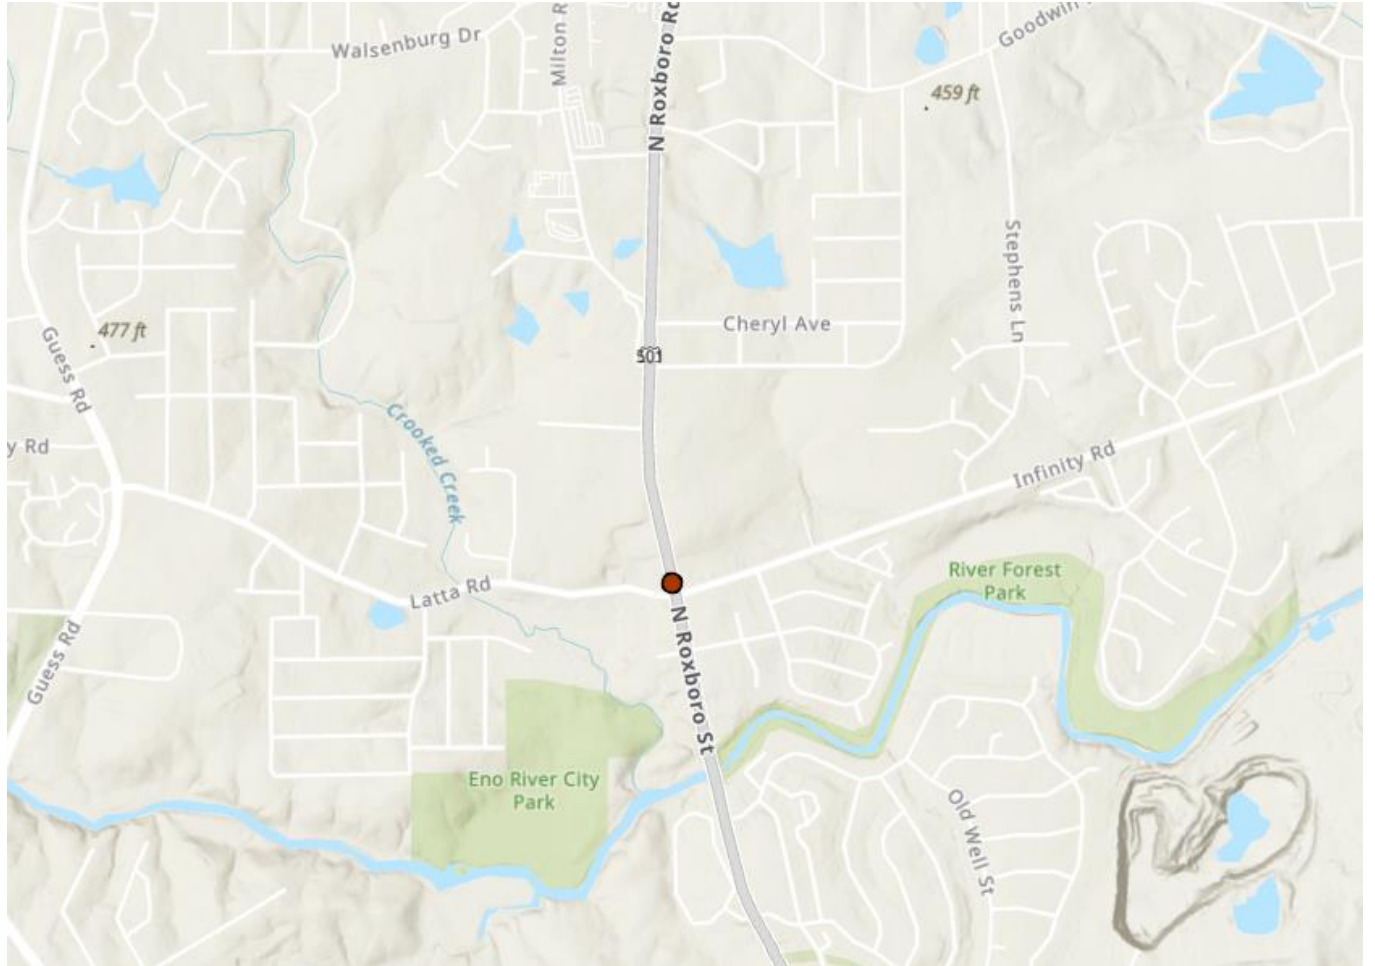 Walsenburg Dr
Milton R
N Roxboro Rd
Goodwin
459 ft
Stephens Ln
Cheryl Ave
477 ft
Guess Rd
501
Crooked Creek
y Rd
Infinity Rd
Latta Rd
River Forest
Park
N Roxboro St
Guess Rd
Eno River City
Park
Old Well St